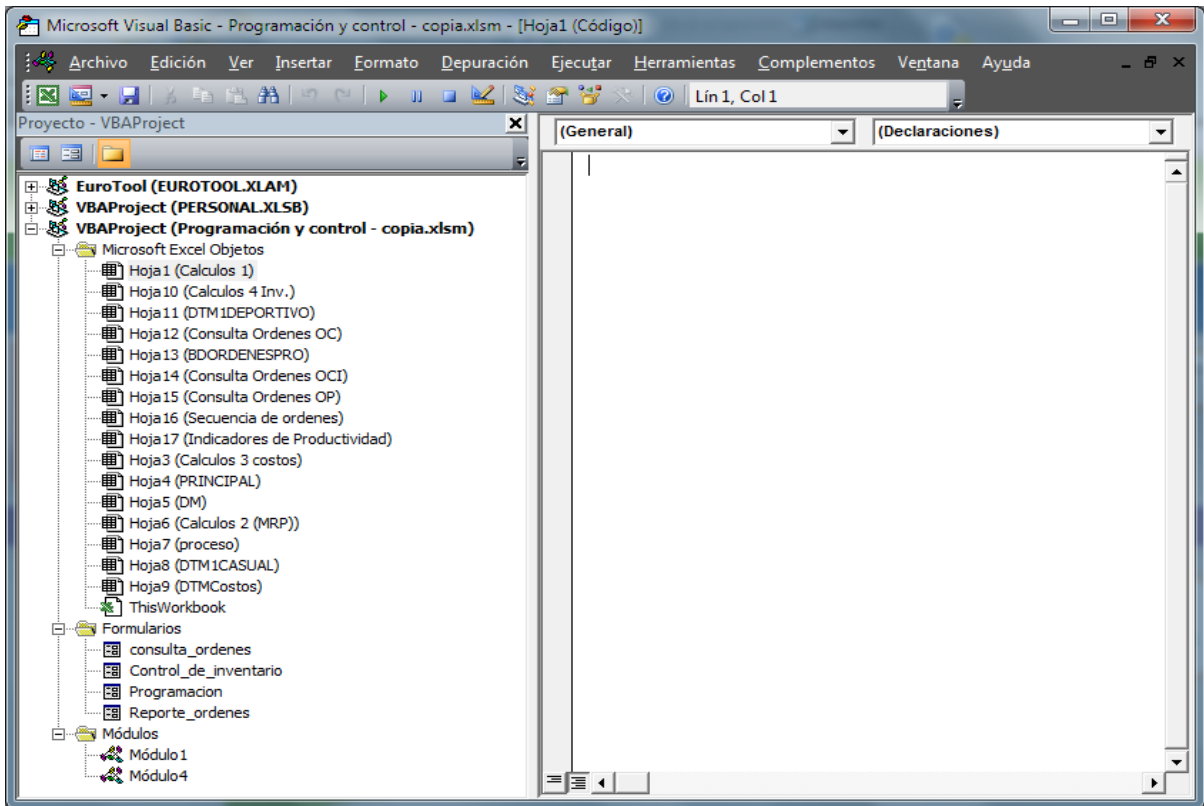 Microsoft Visual Basic - Programación y control - copia.xlsm - [Hoja1 (Código)]
Archivo Edición Ver Insertar Formato Depuración Ejecutar Herramientas Complementos Ventana Ayuda
Lín 1, Col 1
Proyecto - VBAProject
(General) (Declaraciones)
EuroTool (EUROTOOL.XLAM)
VBAProject (PERSONAL.XLSB)
VBAProject (Programación y control - copia.xlsm)
Microsoft Excel Objetos
Hoja1 (Calculos 1)
Hoja10 (Calculos 4 Inv.)
Hoja11 (DTM1DEPORTIVO)
Hoja12 (Consulta Ordenes OC)
Hoja13 (BDORDENESPRO)
Hoja14 (Consulta Ordenes OCI)
Hoja15 (Consulta Ordenes OP)
Hoja16 (Secuencia de ordenes)
Hoja17 (Indicadores de Productividad)
Hoja3 (Calculos 3 costos)
Hoja4 (PRINCIPAL)
Hoja5 (DM)
Hoja6 (Calculos 2 (MRP))
Hoja7 (proceso)
Hoja8 (DTM1CASUAL)
Hoja9 (DTMCostos)
ThisWorkbook
Formularios
consulta_ordenes
Control_de_inventario
Programacion
Reporte_ordenes
Módulos
Módulo1
Módulo4